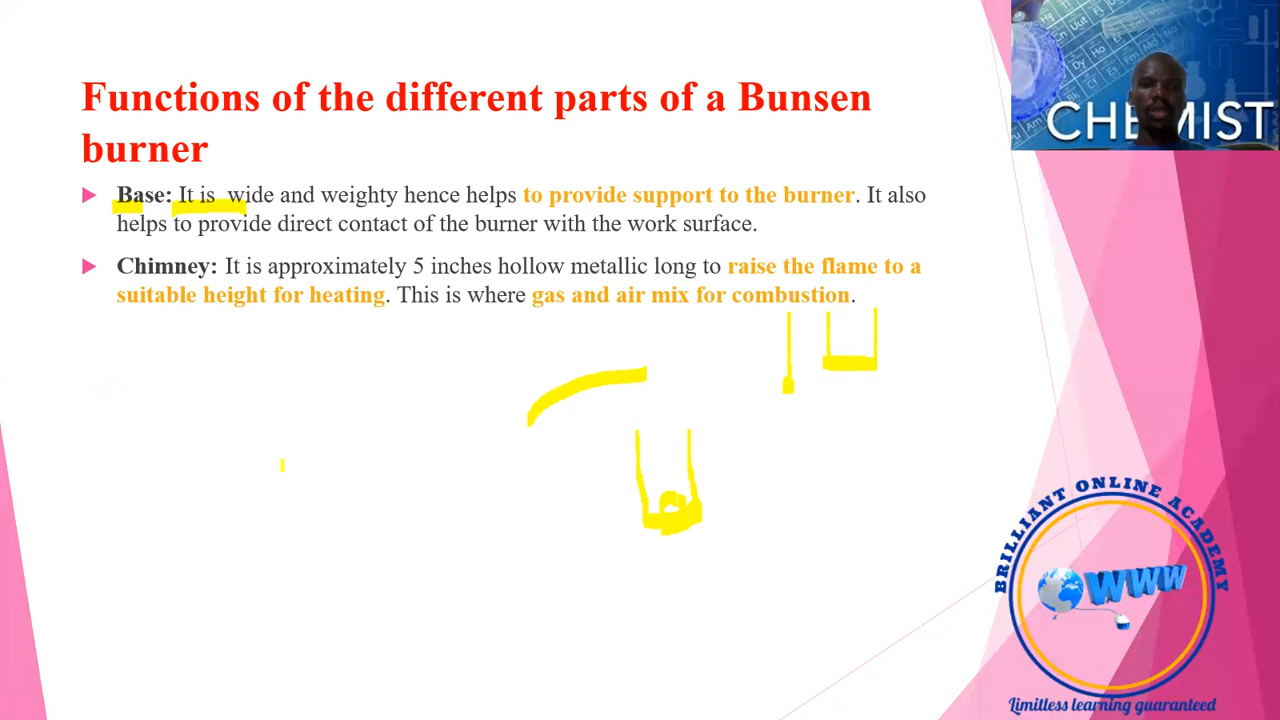 Functions of the different parts of a Bunsen
burner
Base: It is wide and weighty hence helps to provide support to the burner. It also
helps to provide direct contact of the burner with the work surface.
Chimney: It is approximately 5 inches hollow metallic long to raise the flame to a
suitable height for heating. This is where gas and air mix for combustion.
CHEMIST
BRILLIANT ONLINE ACADEMY
WWW
Limitless learning guaranteed